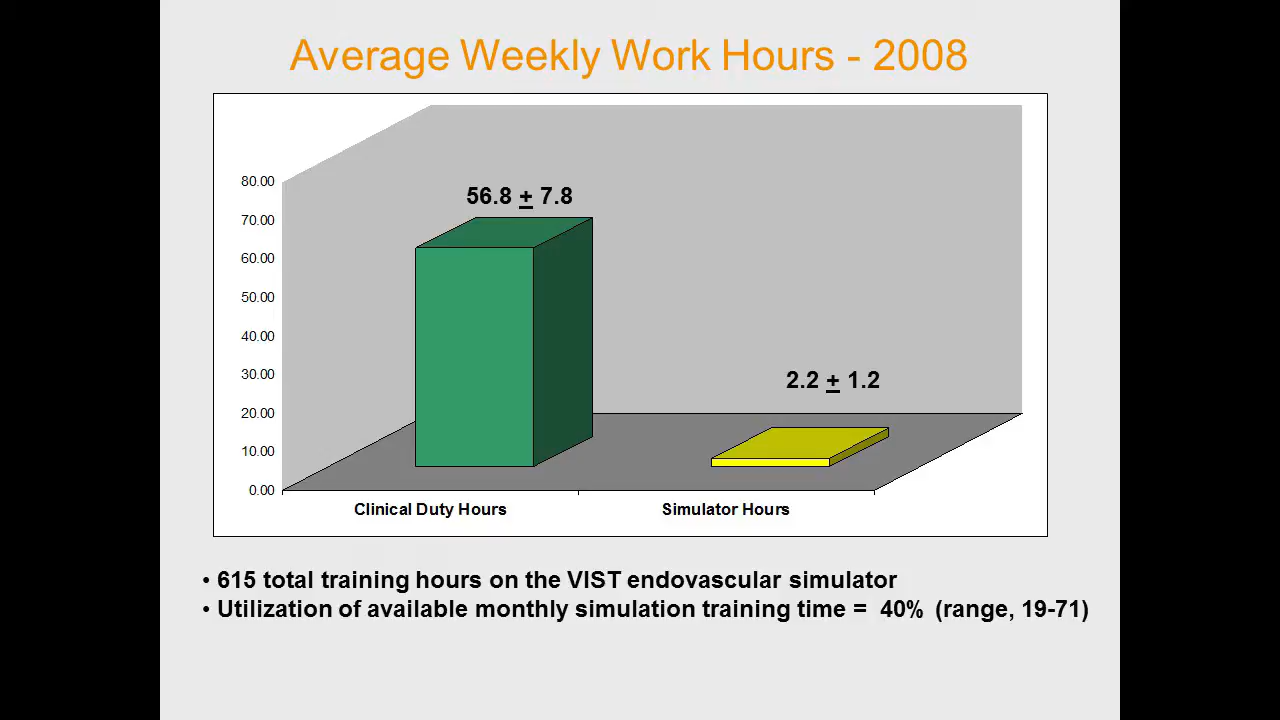 Average Weekly Work Hours - 2008
80.00
70.00
60.00
50.00
40.00
30.00
20.00
10.00
0.00
56.8 ± 7.8
2.2 ± 1.2
Clinical Duty Hours
Simulator Hours
• 615 total training hours on the VIST endovascular simulator
• Utilization of available monthly simulation training time = 40% (range, 19-71)